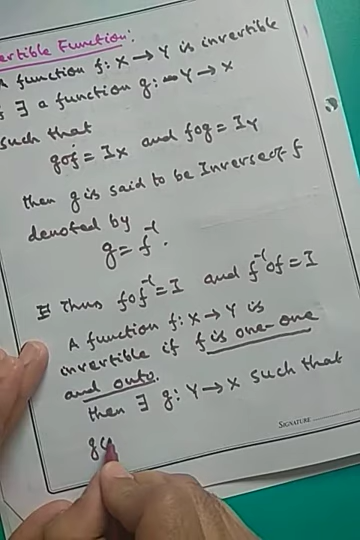 ertible Function:
A function f: X → Y is invertible
f ∃ a function g: Y → X
such that
gof = Ix and fog = Iy
then g is said to be Inverse of f
denoted by
g = f⁻¹.
Thus fof⁻¹ = I and f⁻¹of = I
A function f: X → Y is
invertible if f is one-one
and onto.
then ∃ g: Y → X such that
SIGNATURE
g(